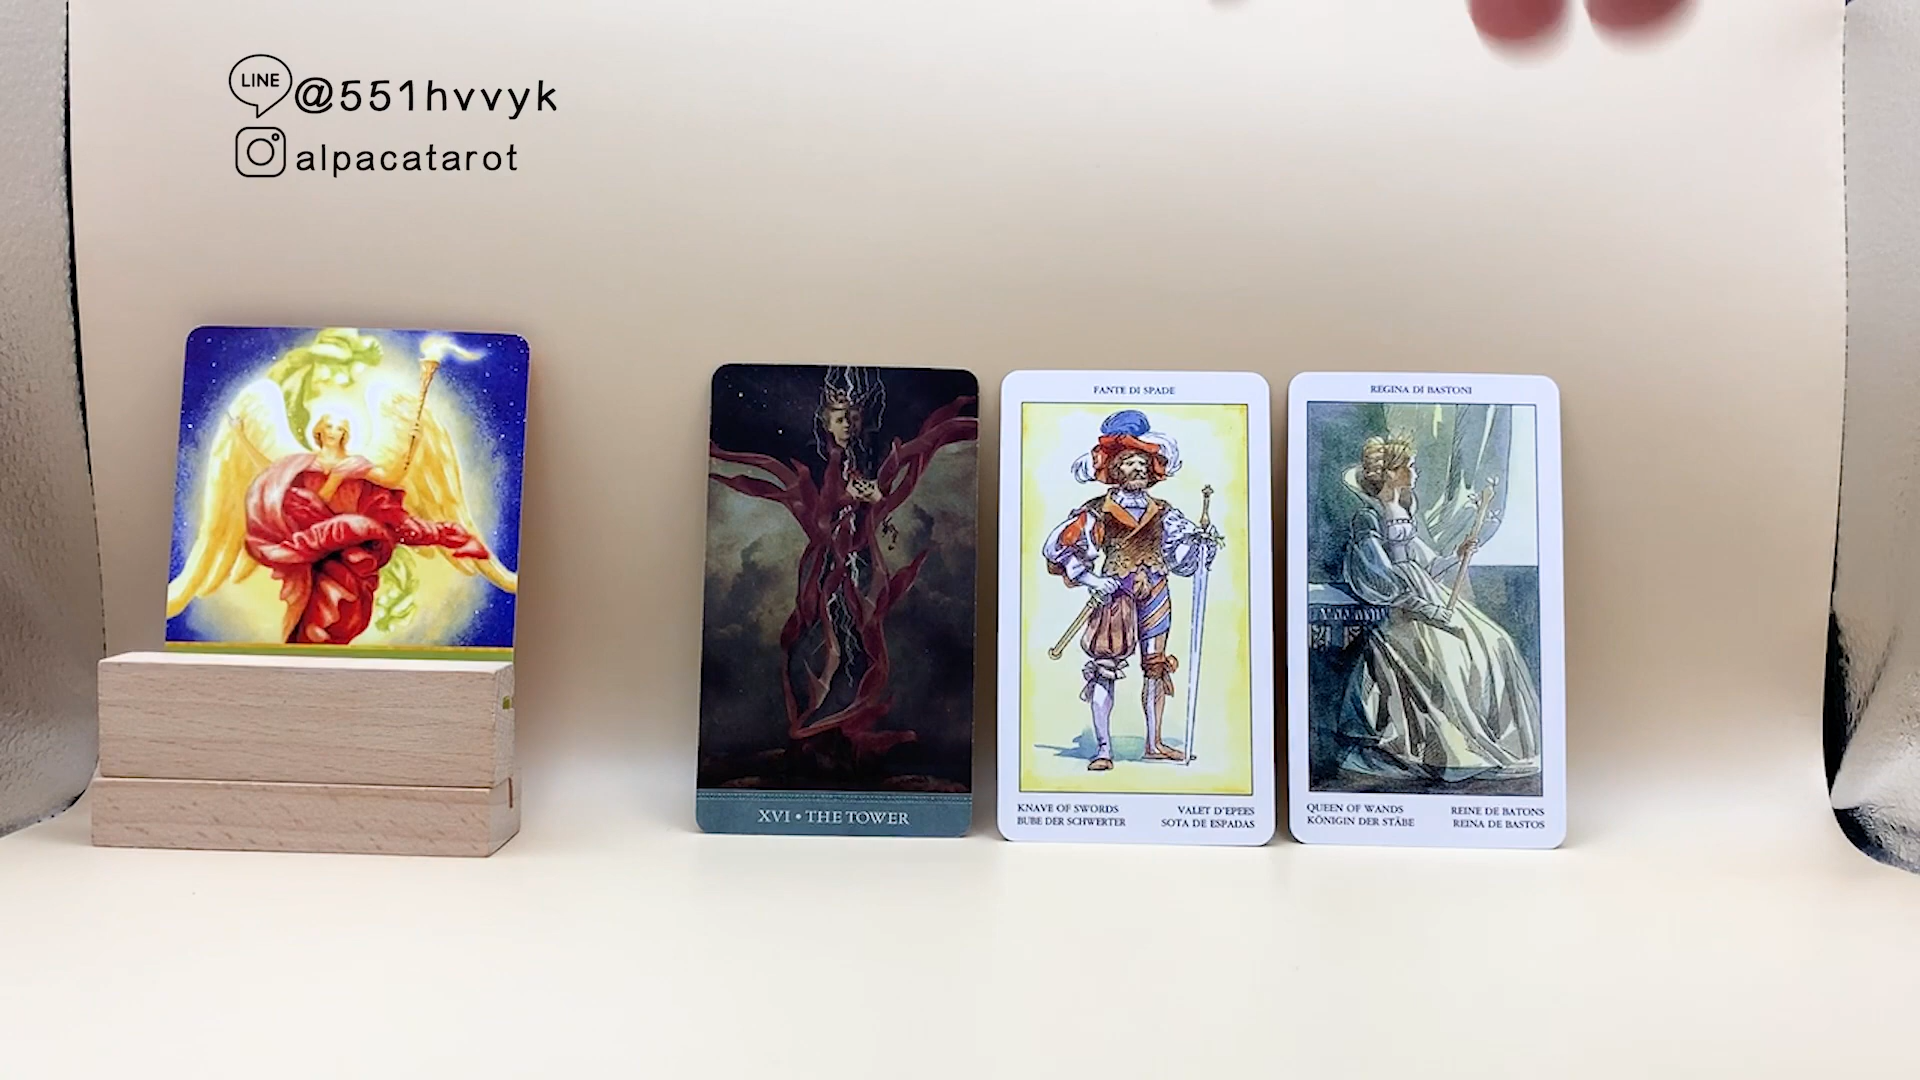 LINE @551hvvyk
alpacatarot
XVI • THE TOWER
FANTE DI SPADE
KNAVE OF SWORDS
BUBE DER SCHWERTER
VALET D'EPEES
SOTA DE ESPADAS
REGINA DI BASTONI
QUEEN OF WANDS
KÖNIGIN DER STÄBE
REINE DE BATONS
REINA DE BASTOS